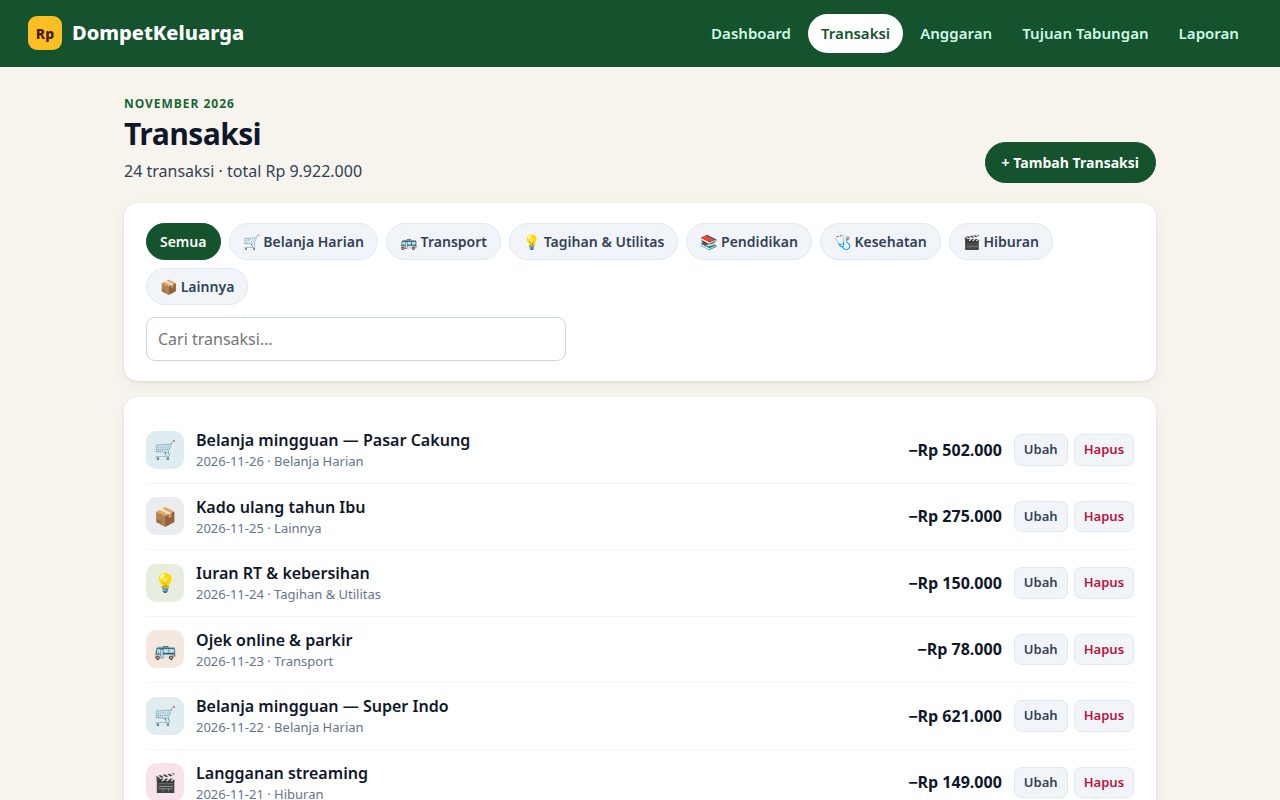 Rp DompetKeluarga
Dashboard Transaksi Anggaran Tujuan Tabungan Laporan
NOVEMBER 2026
Transaksi
24 transaksi · total Rp 9.922.000
+ Tambah Transaksi
Semua 🛒 Belanja Harian 🚌 Transport 💡 Tagihan & Utilitas 📚 Pendidikan 🩺 Kesehatan 🎬 Hiburan
📦 Lainnya
Cari transaksi...
Belanja mingguan — Pasar Cakung
2026-11-26 · Belanja Harian
−Rp 502.000 Ubah Hapus
Kado ulang tahun Ibu
2026-11-25 · Lainnya
−Rp 275.000 Ubah Hapus
Iuran RT & kebersihan
2026-11-24 · Tagihan & Utilitas
−Rp 150.000 Ubah Hapus
Ojek online & parkir
2026-11-23 · Transport
−Rp 78.000 Ubah Hapus
Belanja mingguan — Super Indo
2026-11-22 · Belanja Harian
−Rp 621.000 Ubah Hapus
Langganan streaming
2026-11-21 · Hiburan
−Rp 149.000 Ubah Hapus